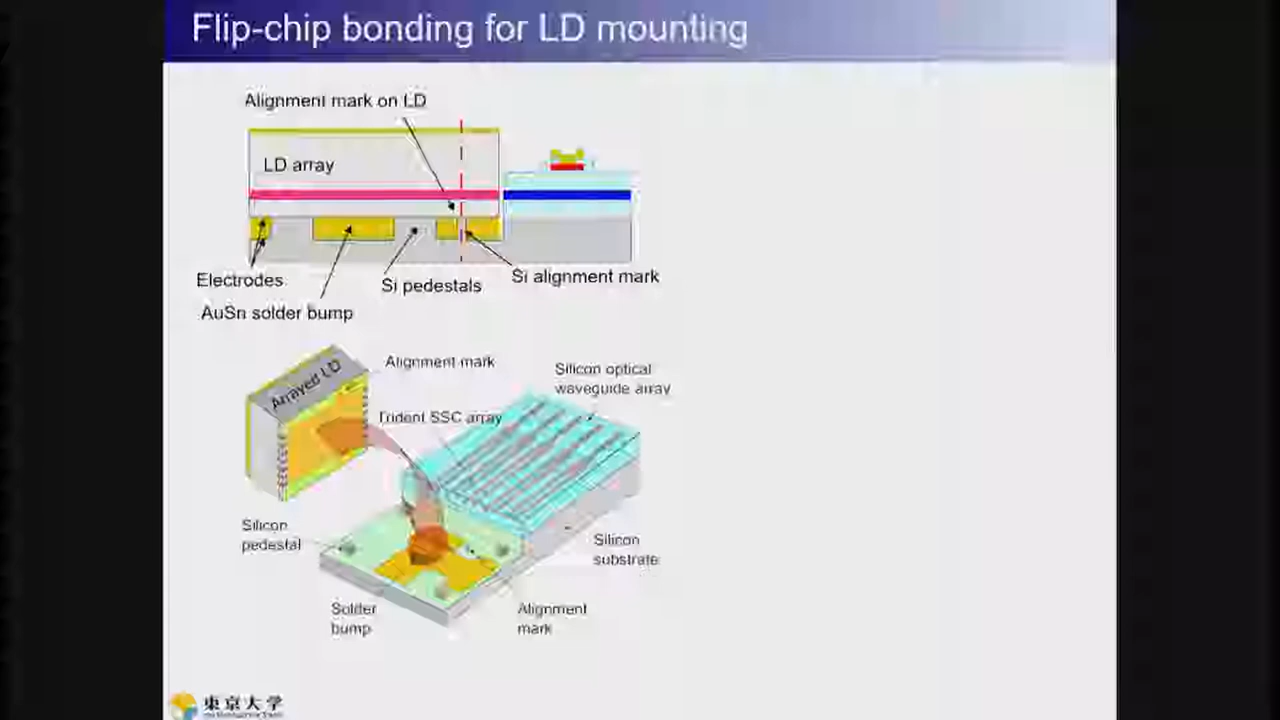 Flip-chip bonding for LD mounting
Alignment mark on LD
LD array
Electrodes
Si pedestals
Si alignment mark
AuSn solder bump
Arrayed LD
Alignment mark
Silicon optical
waveguide array
Trident SSC array
Silicon
pedestal
Silicon
substrate
Solder
bump
Alignment
mark
東京大学